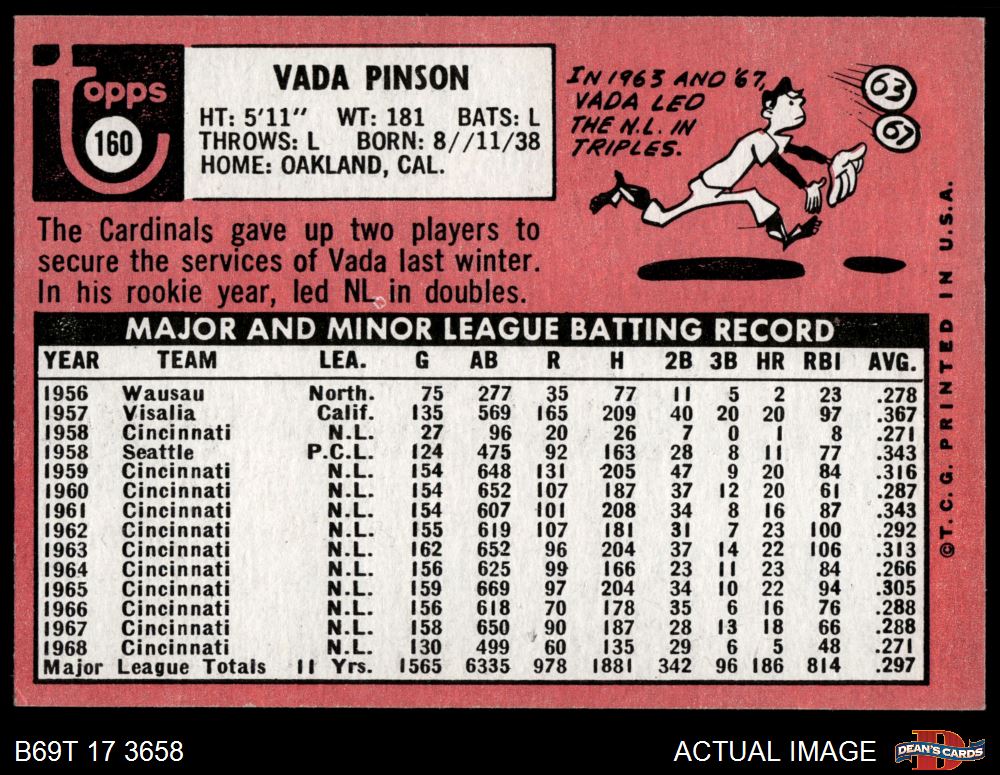 Topps
160
VADA PINSON
HT: 5'11" WT: 181 BATS: L
THROWS: L BORN: 8//11/38
HOME: OAKLAND, CAL.
IN 1963 AND '67,
VADA LED
THE N.L. IN
TRIPLES.
63
67
The Cardinals gave up two players to
secure the services of Vada last winter.
In his rookie year, led NL in doubles.
MAJOR AND MINOR LEAGUE BATTING RECORD
YEAR TEAM LEA. G AB R H 2B 3B HR RBI AVG.
1956 Wausau North. 75 277 35 77 11 5 2 23 .278
1957 Visalia Calif. 135 569 165 209 40 20 20 97 .367
1958 Cincinnati N.L. 27 96 20 26 7 0 1 8 .271
1958 Seattle P.C.L. 124 475 92 163 28 8 11 77 .343
1959 Cincinnati N.L. 154 648 131 205 47 9 20 84 .316
1960 Cincinnati N.L. 154 652 107 187 37 12 20 61 .287
1961 Cincinnati N.L. 154 607 101 208 34 8 16 87 .343
1962 Cincinnati N.L. 155 619 107 181 31 7 23 100 .292
1963 Cincinnati N.L. 162 652 96 204 37 14 22 106 .313
1964 Cincinnati N.L. 156 625 99 166 23 11 23 84 .266
1965 Cincinnati N.L. 159 669 97 204 34 10 22 94 .305
1966 Cincinnati N.L. 156 618 70 178 35 6 16 76 .288
1967 Cincinnati N.L. 158 650 90 187 28 13 18 66 .288
1968 Cincinnati N.L. 130 499 60 135 29 6 5 48 .271
Major League Totals 11 Yrs. 1565 6335 978 1881 342 96 186 814 .297
©T.C.G. PRINTED IN U.S.A.
B69T 17 3658
ACTUAL IMAGE
D
DEAN'S CARDS